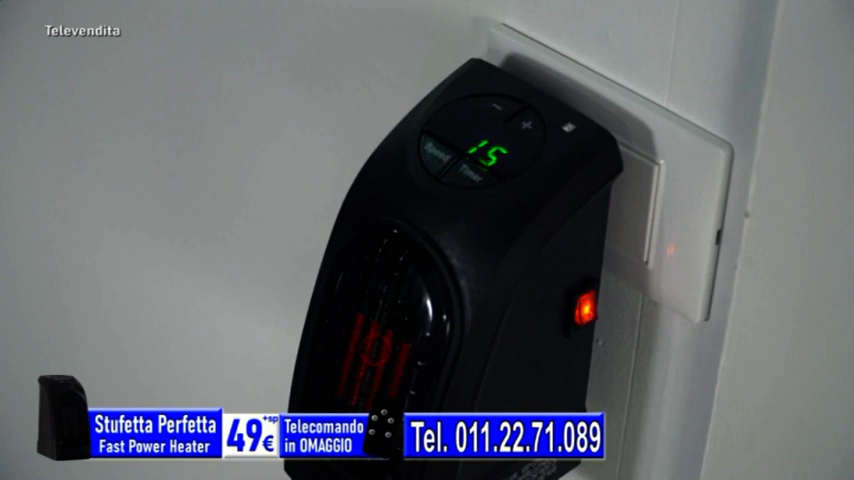 Televendita
- +
15
Speed Timer
Stufetta Perfetta
Fast Power Heater
49€ +sp
Telecomando
in OMAGGIO
Tel. 011.22.71.089